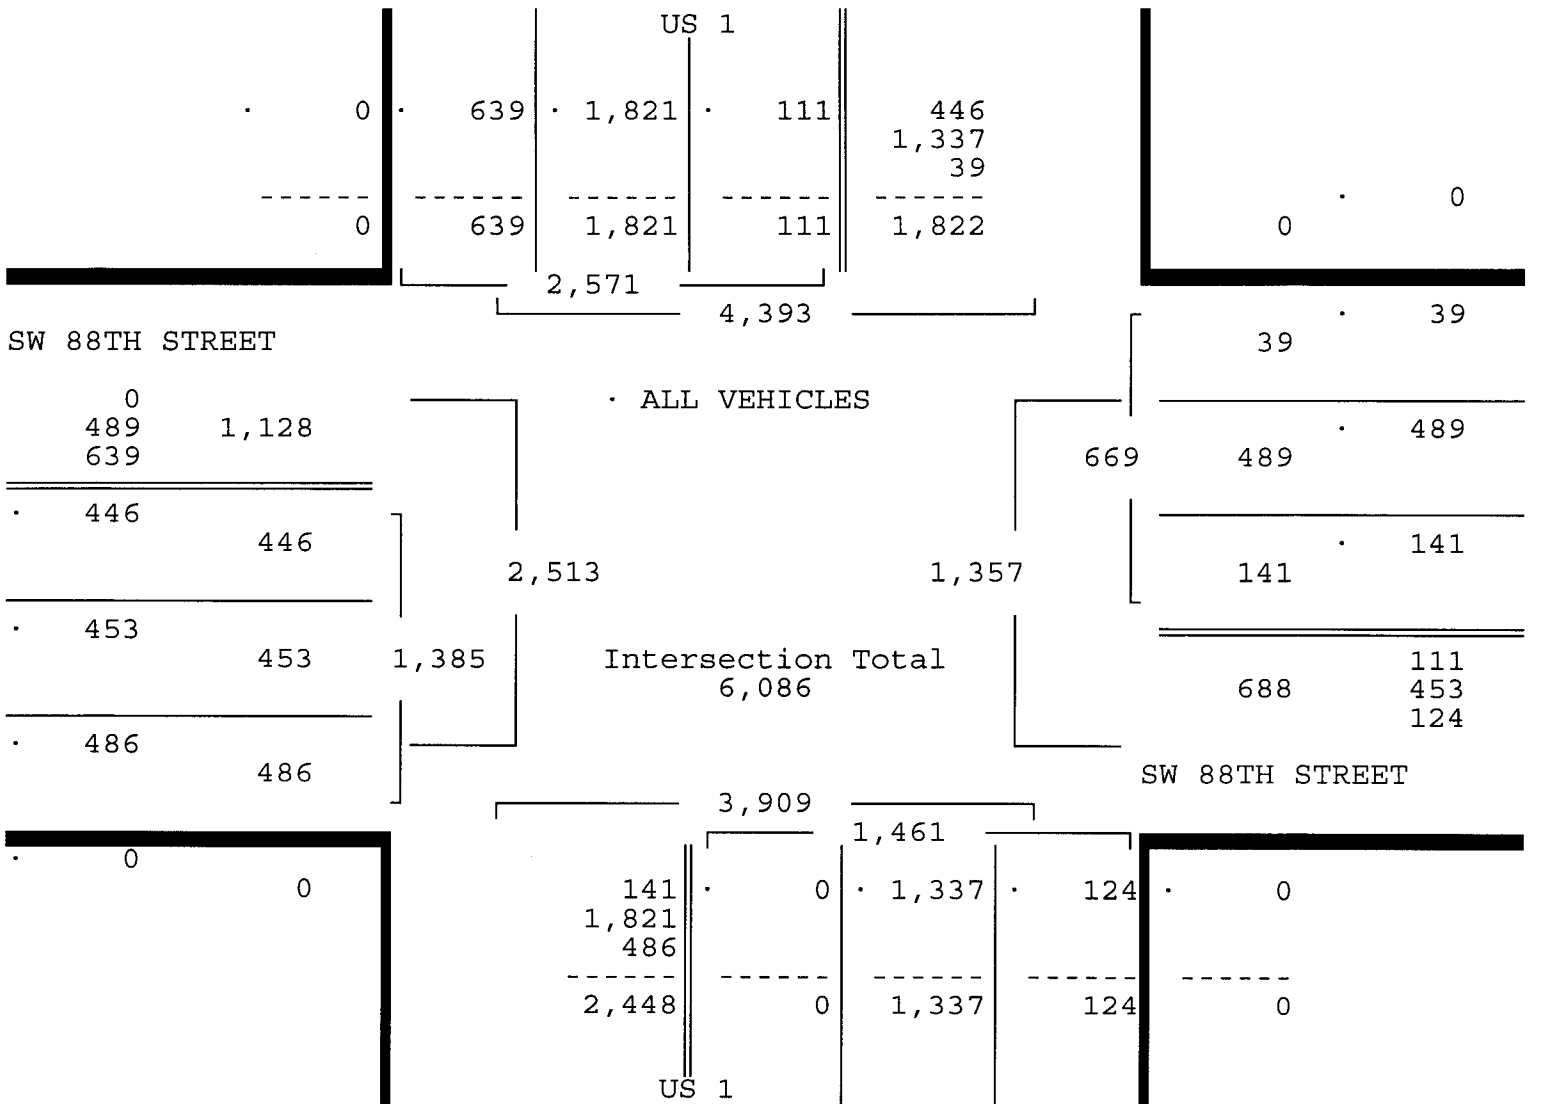 US 1
· 0 · 639 · 1,821 · 111 446
1,337
39
------ ------ ------ ------ ------ · 0
0 639 1,821 111 1,822 0
2,571
4,393 · 39
SW 88TH STREET 39
0 · ALL VEHICLES
489 1,128 · 489
639 669 489
· 446
446 · 141
2,513 1,357 141
· 453
453 1,385 Intersection Total 111
6,086 688 453
124
· 486
486 SW 88TH STREET
3,909
1,461
· 0
0 141 · 0 · 1,337 · 124 · 0
1,821
486
------ ------ ------ ------ ------
2,448 0 1,337 124 0
US 1